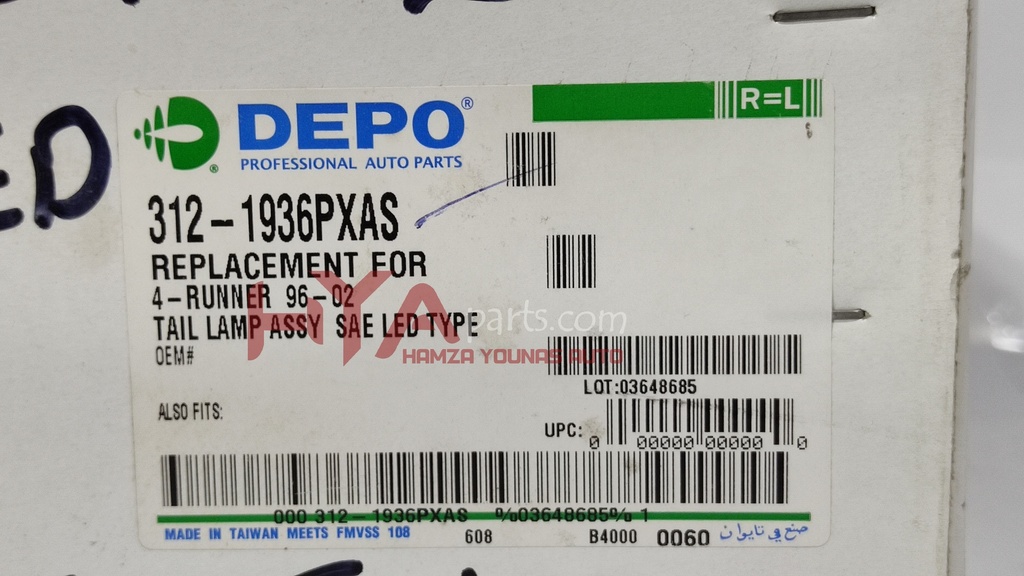 ED
DEPO®
R=L
PROFESSIONAL AUTO PARTS
312-1936PXAS
REPLACEMENT FOR
4-RUNNER 96-02
TAIL LAMP ASSY SAE LED TYPE
OEM#
HYA parts.com
HAMZA YOUNAS AUTO
LOT:03648685
ALSO FITS:
UPC: 0 00000 00000 0
000 312-1936PXAS %03648685% 1
MADE IN TAIWAN MEETS FMVSS 108 608 B4000 0060 صنع في تايوان